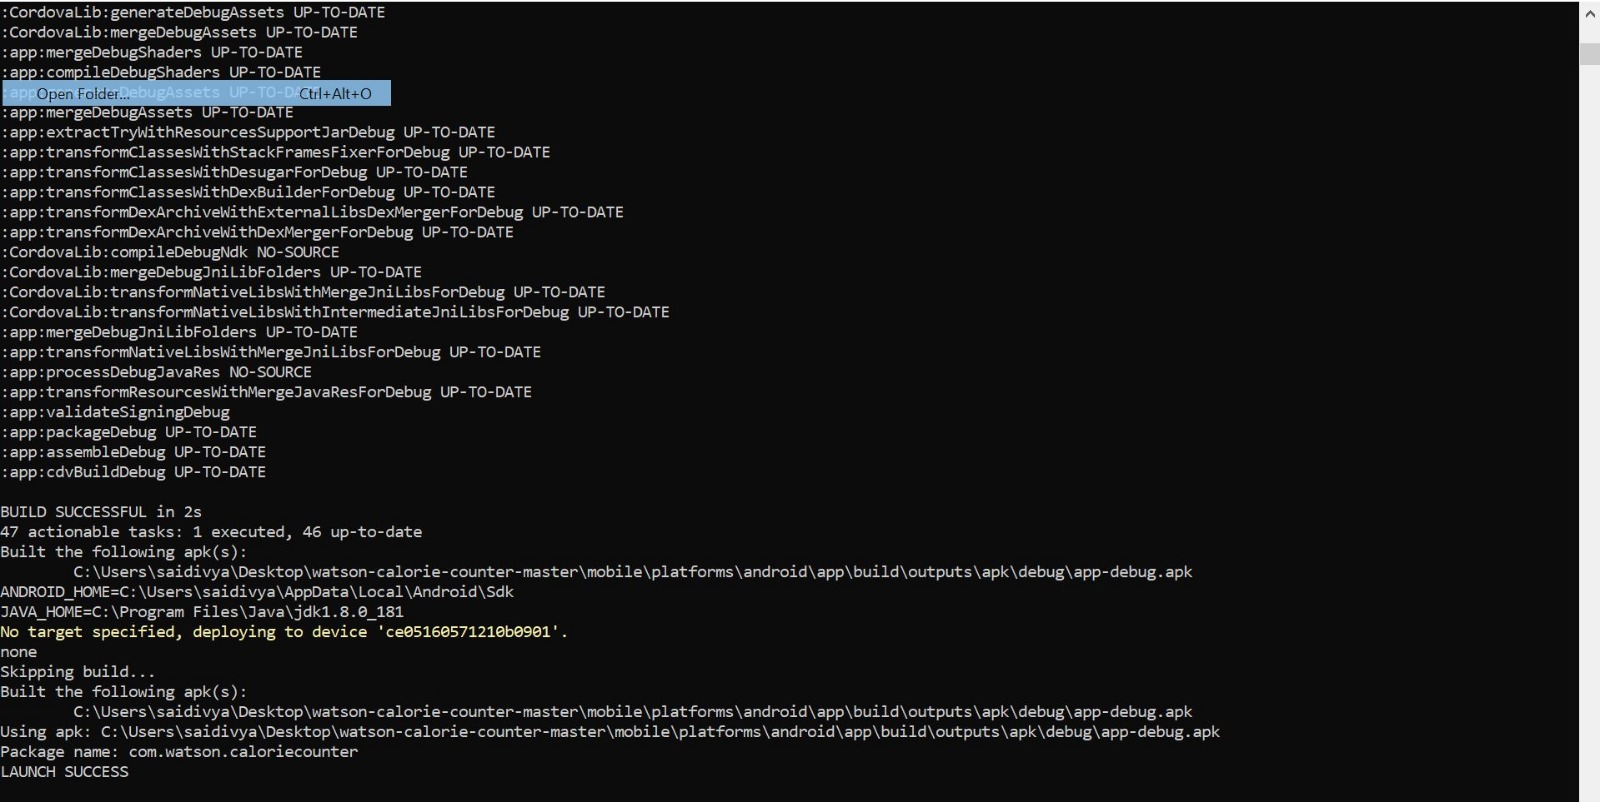 :CordovaLib:generateDebugAssets UP-TO-DATE
:CordovaLib:mergeDebugAssets UP-TO-DATE
:app:mergeDebugShaders UP-TO-DATE
:app:compileDebugShaders UP-TO-DATE
Open Folder... Ctrl+Alt+O
:app:mergeDebugAssets UP-TO-DATE
:app:extractTryWithResourcesSupportJarDebug UP-TO-DATE
:app:transformClassesWithStackFramesFixerForDebug UP-TO-DATE
:app:transformClassesWithDesugarForDebug UP-TO-DATE
:app:transformClassesWithDexBuilderForDebug UP-TO-DATE
:app:transformDexArchiveWithExternalLibsDexMergerForDebug UP-TO-DATE
:app:transformDexArchiveWithDexMergerForDebug UP-TO-DATE
:CordovaLib:compileDebugNdk NO-SOURCE
:CordovaLib:mergeDebugJniLibFolders UP-TO-DATE
:CordovaLib:transformNativeLibsWithMergeJniLibsForDebug UP-TO-DATE
:CordovaLib:transformNativeLibsWithIntermediateJniLibsForDebug UP-TO-DATE
:app:mergeDebugJniLibFolders UP-TO-DATE
:app:transformNativeLibsWithMergeJniLibsForDebug UP-TO-DATE
:app:processDebugJavaRes NO-SOURCE
:app:transformResourcesWithMergeJavaResForDebug UP-TO-DATE
:app:validateSigningDebug
:app:packageDebug UP-TO-DATE
:app:assembleDebug UP-TO-DATE
:app:cdvBuildDebug UP-TO-DATE
BUILD SUCCESSFUL in 2s
47 actionable tasks: 1 executed, 46 up-to-date
Built the following apk(s):
C:\Users\saidivya\Desktop\watson-calorie-counter-master\mobile\platforms\android\app\build\outputs\apk\debug\app-debug.apk
ANDROID_HOME=C:\Users\saidivya\AppData\Local\Android\Sdk
JAVA_HOME=C:\Program Files\Java\jdk1.8.0_181
No target specified, deploying to device 'ce05160571210b0901'.
none
Skipping build...
Built the following apk(s):
C:\Users\saidivya\Desktop\watson-calorie-counter-master\mobile\platforms\android\app\build\outputs\apk\debug\app-debug.apk
Using apk: C:\Users\saidivya\Desktop\watson-calorie-counter-master\mobile\platforms\android\app\build\outputs\apk\debug\app-debug.apk
Package name: com.watson.caloriecounter
LAUNCH SUCCESS